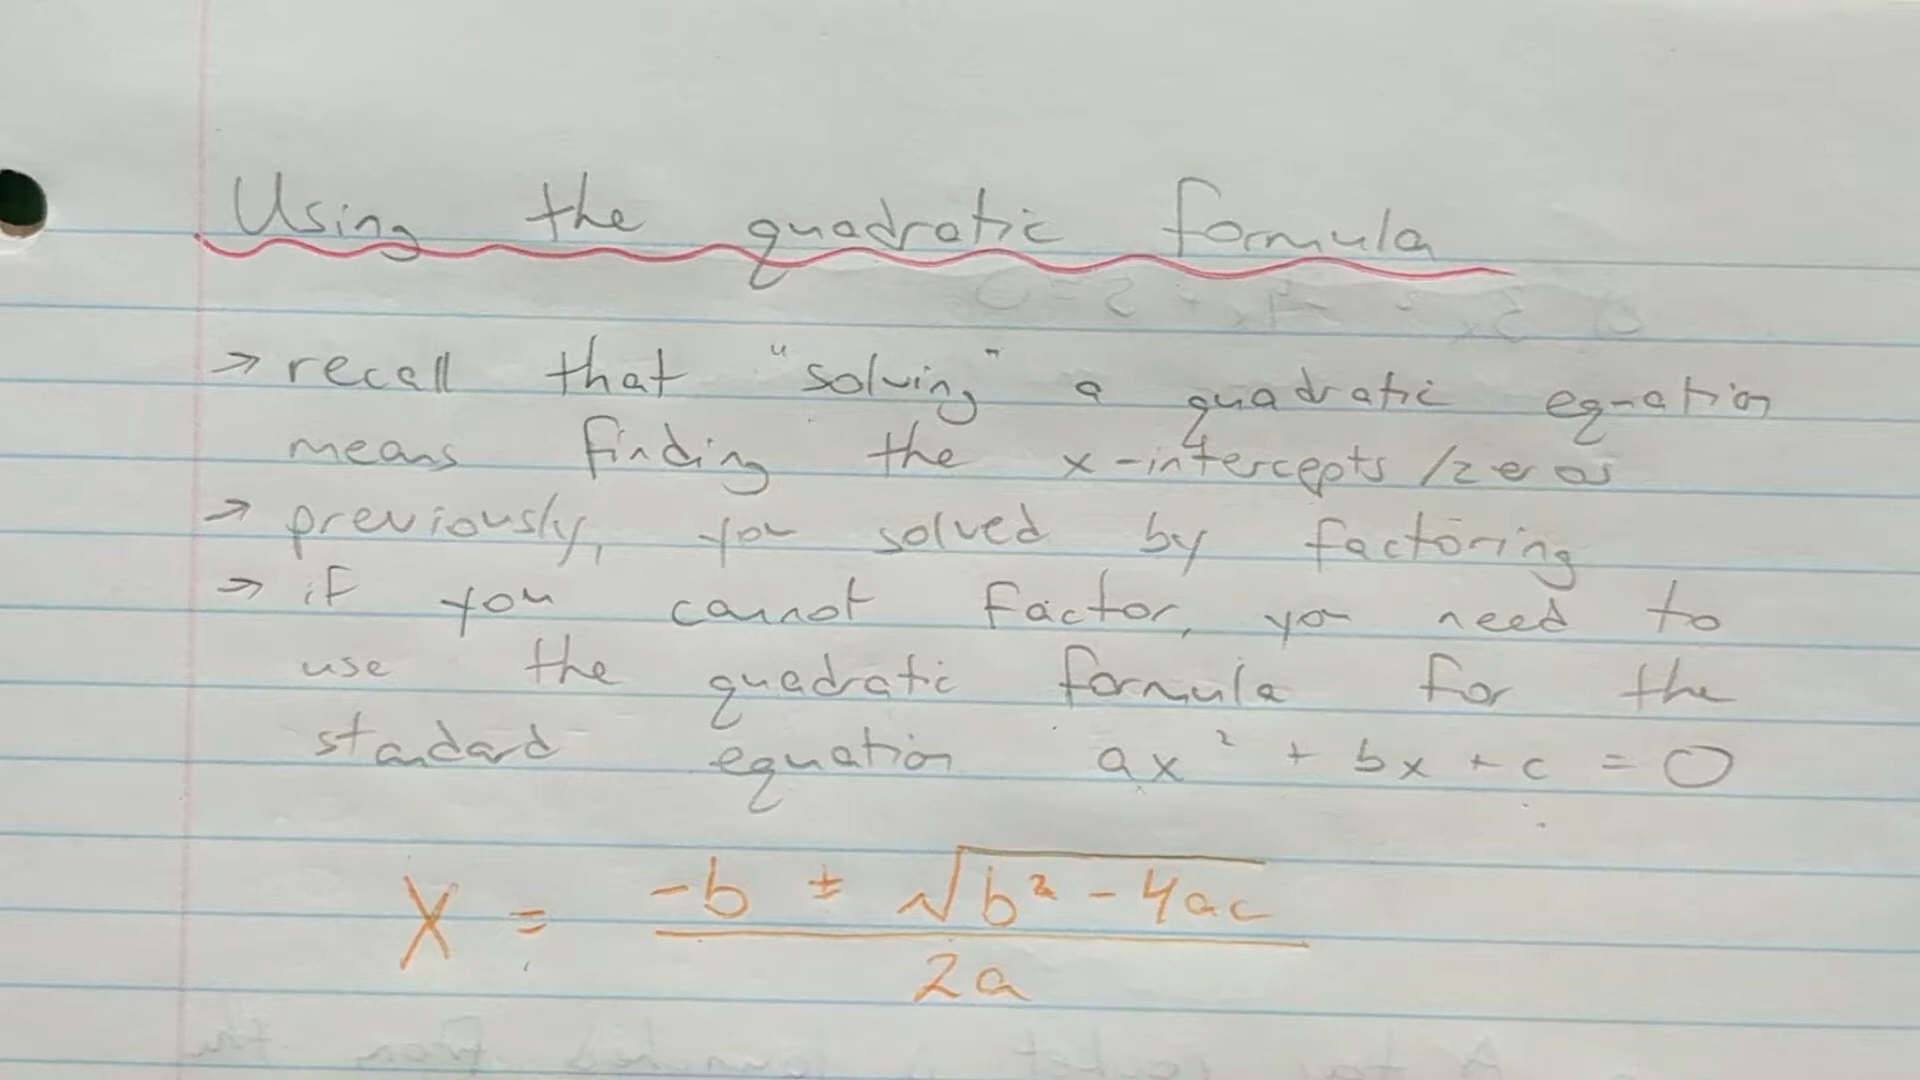 Using the quadratic formula
→ recall that "solving" a quadratic equation
means finding the x-intercepts/zeros
→ previously, you solved by factoring
→ if you cannot factor, you need to
use the quadratic formula for the
standard equation ax² + bx + c = 0
X = -b ± √b² - 4ac / 2a